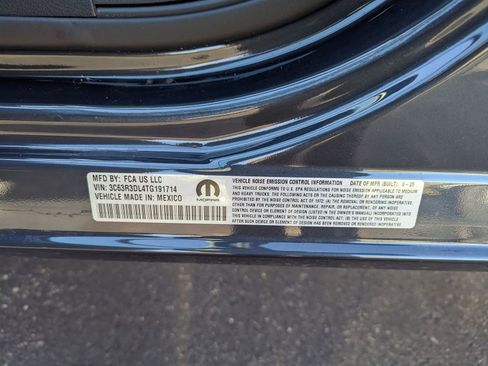 MFD BY: FCA US LLC
VIN: 3C63R3DL4TG191714
VEHICLE MADE IN: MEXICO
MOPAR
VEHICLE NOISE EMISSION CONTROL INFORMATION DATE OF MFR (BUILT):
THIS VEHICLE CONFORMS TO U.S. EPA REGULATIONS FOR NOISE EMISSION APPLICABLE TO MEDIUM
AND HEAVY TRUCKS. THE FOLLOWING ACTS OR THE CAUSING THEREOF BY ANY PERSON ARE PROHIBITED
BY THE NOISE CONTROL ACT OF 1972: (A) THE REMOVAL OR RENDERING INOPERATIVE, OTHER THAN
FOR PURPOSES OF MAINTENANCE, REPAIR, OR REPLACEMENT, OF ANY NOISE
CONTROL DEVICE OR ELEMENT OF DESIGN (LISTED IN THE OWNER'S MANUAL) INCORPORATED INTO THIS VEHICLE
IN COMPLIANCE WITH THE NOISE CONTROL ACT; (B) THE USE OF THIS VEHICLE AFTER
SUCH DEVICE OR ELEMENT OF DESIGN HAS BEEN REMOVED OR RENDERED INOPERATIVE.